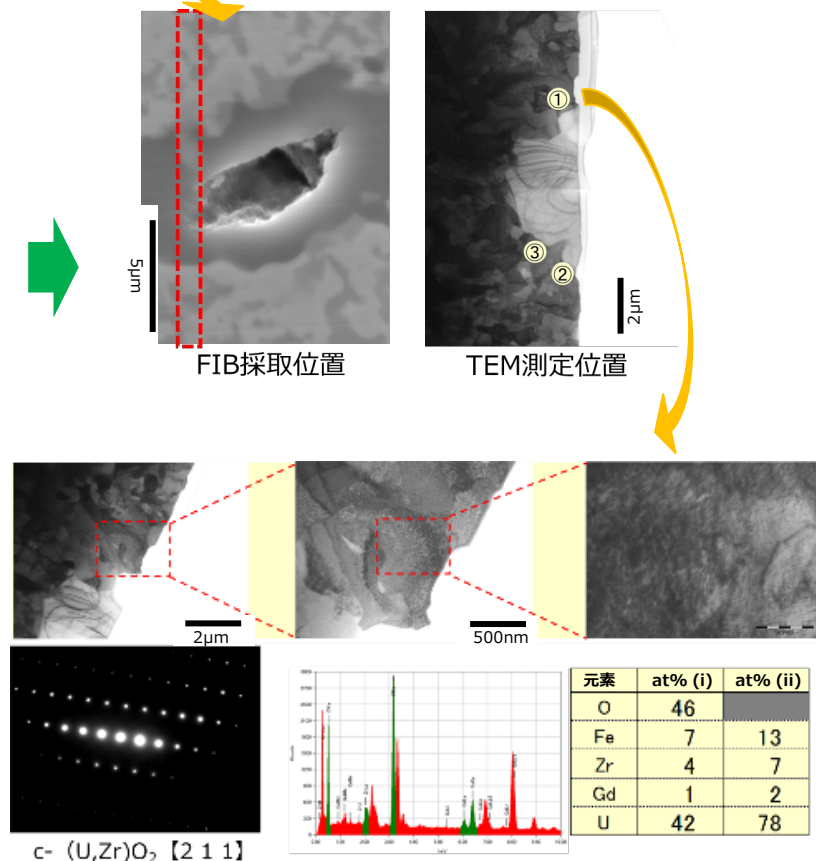 ①
③
②
5μm
2μm
FIB採取位置
TEM測定位置
2μm
500nm
元素 at% (i) at% (ii)
O 46
Fe 7 13
Zr 4 7
Gd 1 2
U 42 78
c-（U,Zr)O₂【2 1 1】